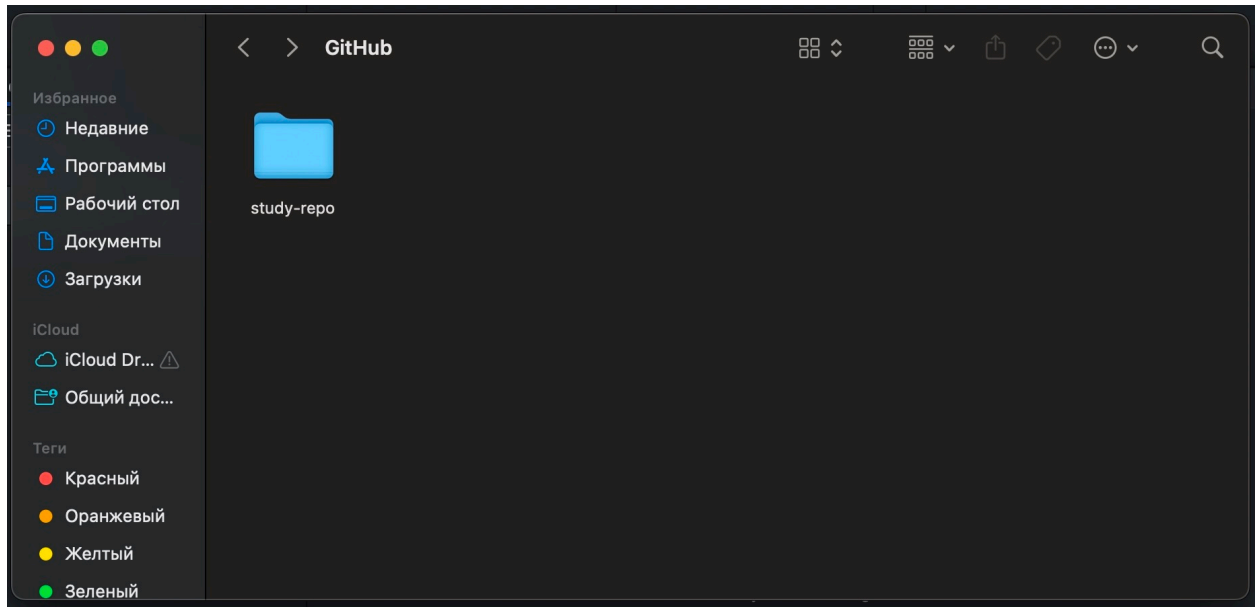 GitHub
Избранное
Недавние
Программы
Рабочий стол
Документы
Загрузки
iCloud
iCloud Dr...
Общий дос...
Теги
Красный
Оранжевый
Желтый
Зеленый
study-repo